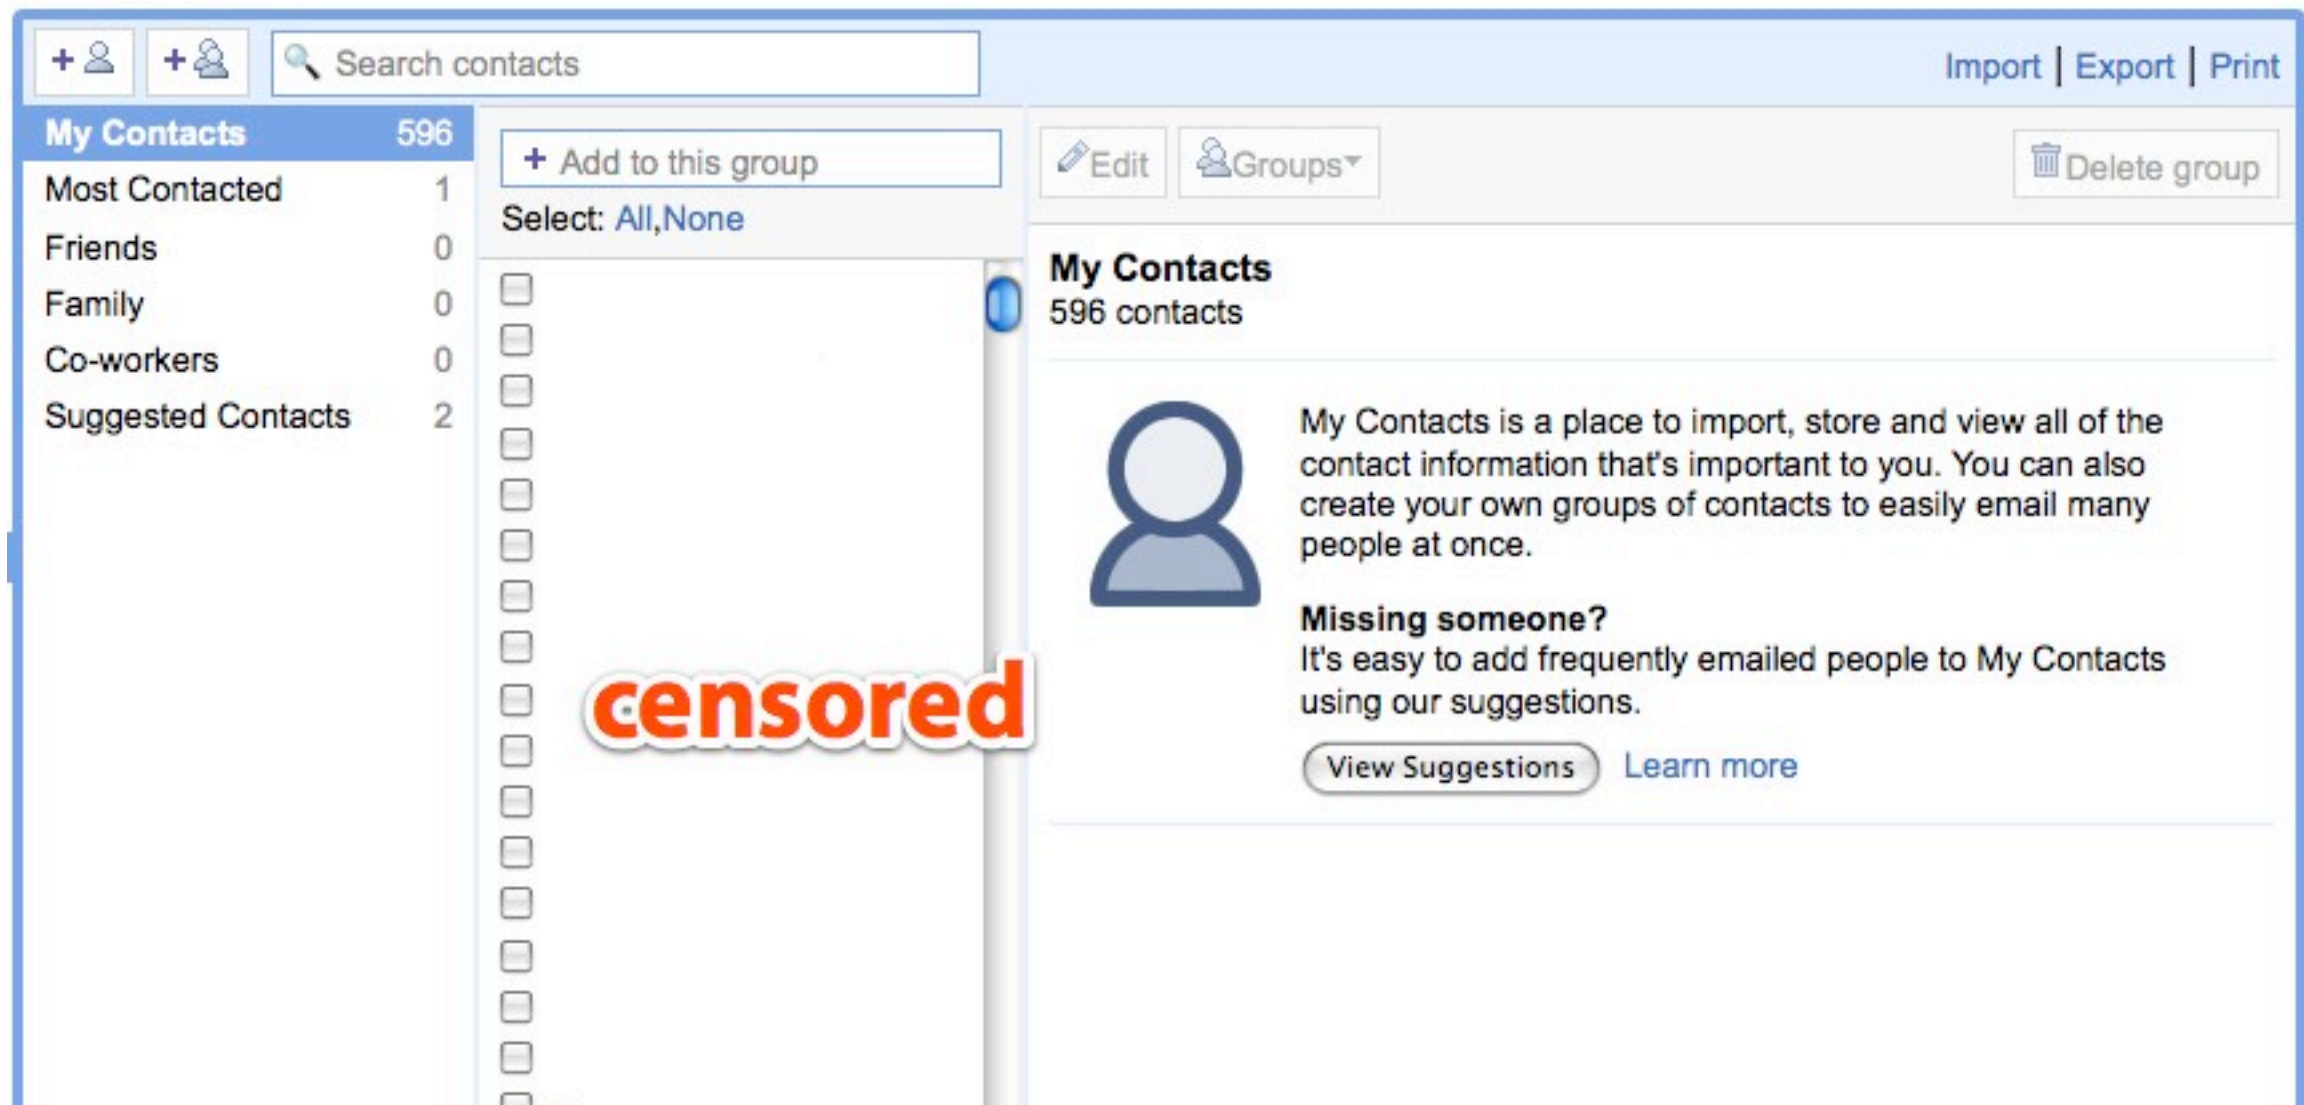 + +
Search contacts
Import | Export | Print
My Contacts 596
Most Contacted 1
Friends 0
Family 0
Co-workers 0
Suggested Contacts 2
+ Add to this group
Select: All,None
censored
Edit Groups Delete group
My Contacts
596 contacts
My Contacts is a place to import, store and view all of the
contact information that's important to you. You can also
create your own groups of contacts to easily email many
people at once.
Missing someone?
It's easy to add frequently emailed people to My Contacts
using our suggestions.
View Suggestions Learn more